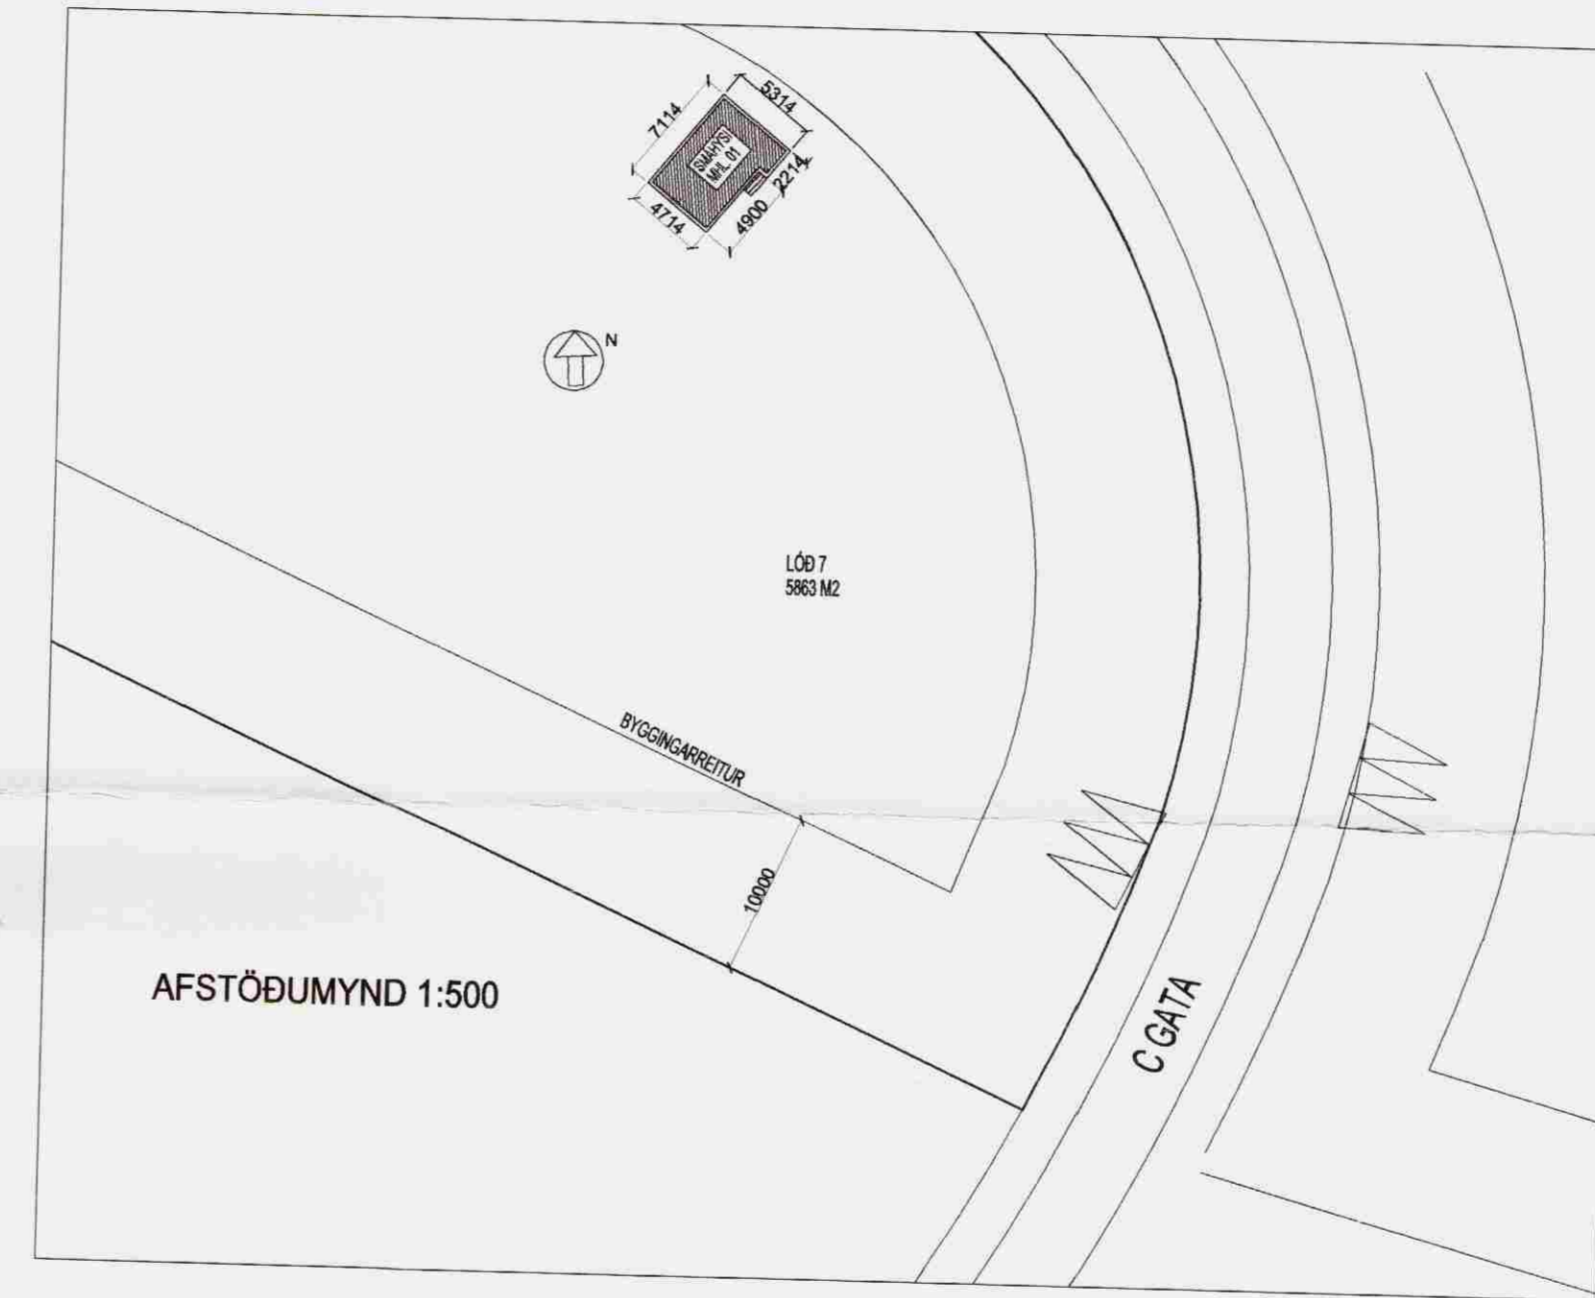 5314
7114
SMÁHÝSI
MHL. 01
2214
4900
4714
N
LÓÐ 7
5863 M2
BYGGINGARREITUR
10000
AFSTÖÐUMYND 1:500
C GATA